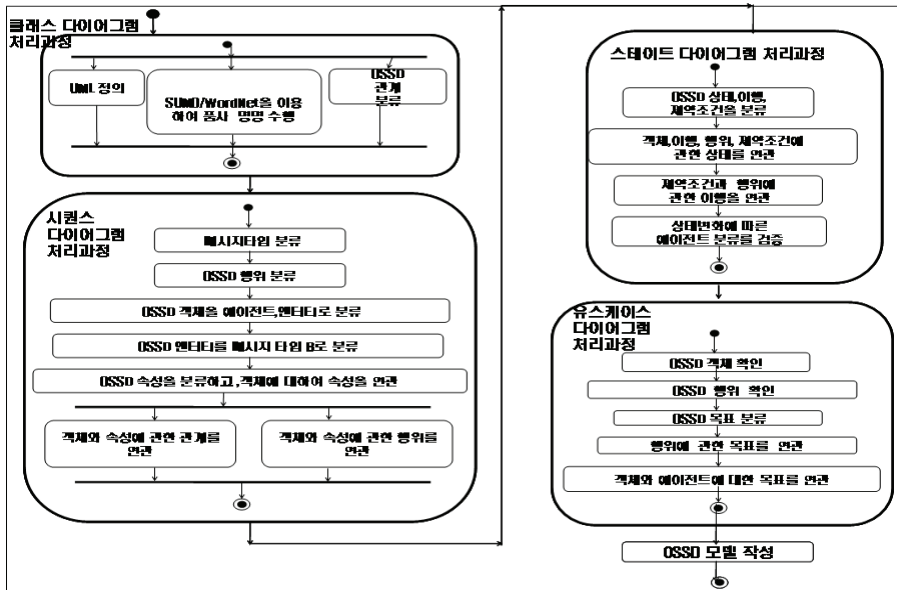 클래스 다이어그램
처리과정
UML 정의
SUMO/WordNet을 이용
하여 품사 명명 수행
OSSD
관계
분류
시퀀스
다이어그램
처리과정
메시지타입 분류
OSSD 행위 분류
OSSD 객체을 에이전트,엔터티로 분류
OSSD 엔터티를 메시지 타입 B로 분류
OSSD 속성을 분류하고 ,객체에 대하여 속성을 연관
객체와 속성에 관한 관계를
연관
객체와 속성에 관한 행위를
연관
스테이트 다이어그램 처리과정
OSSD 상태,이행,
제약조건을 분류
객체,이행, 행위, 제약조건에
관한 상태를 연관
제약조건과 행위에
관한 이행을 연관
상태변화에 따른
에이전트 분류를 검증
유스케이스
다이어그램
처리과정
OSSD 객체 확인
OSSD 행위 확인
OSSD 목표 분류
행위에 관한 목표를 연관
객체와 에이전트에 대한 목표를 연관
OSSD 모델 작성